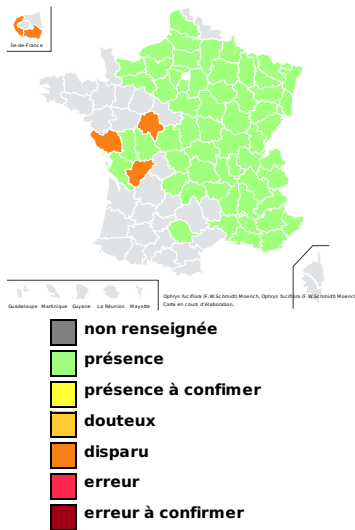 Île-de-France
Guadeloupe Martinique Guyane La Réunion Mayotte
Ophrys fuciflora (F.W.Schmidt) Moench, Ophrys fuciflora (F.W.Schmidt) Moench
Carte en cours d'élaboration.
non renseignée
présence
présence à confimer
douteux
disparu
erreur
erreur à confirmer